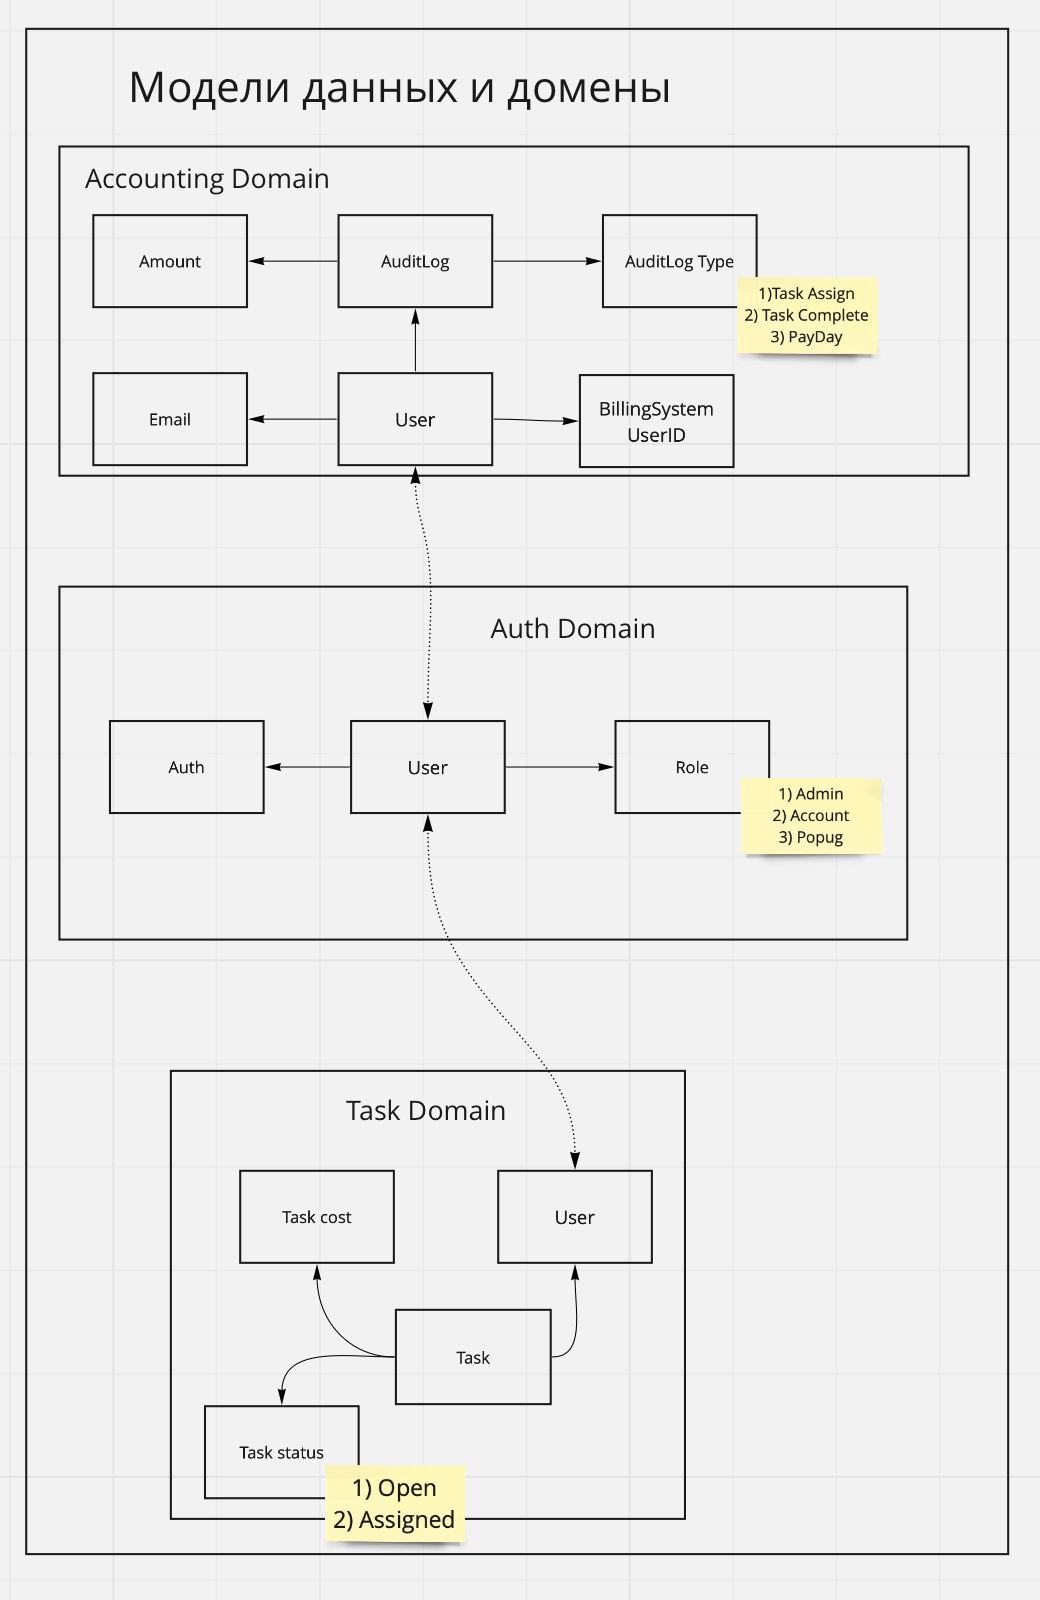 Модели данных и домены
Accounting Domain
Amount
AuditLog
AuditLog Type
1)Task Assign
2) Task Complete
3) PayDay
Email
User
BillingSystem
UserID
Auth Domain
Auth
User
Role
1) Admin
2) Account
3) Popug
Task Domain
Task cost
User
Task
Task status
1) Open
2) Assigned